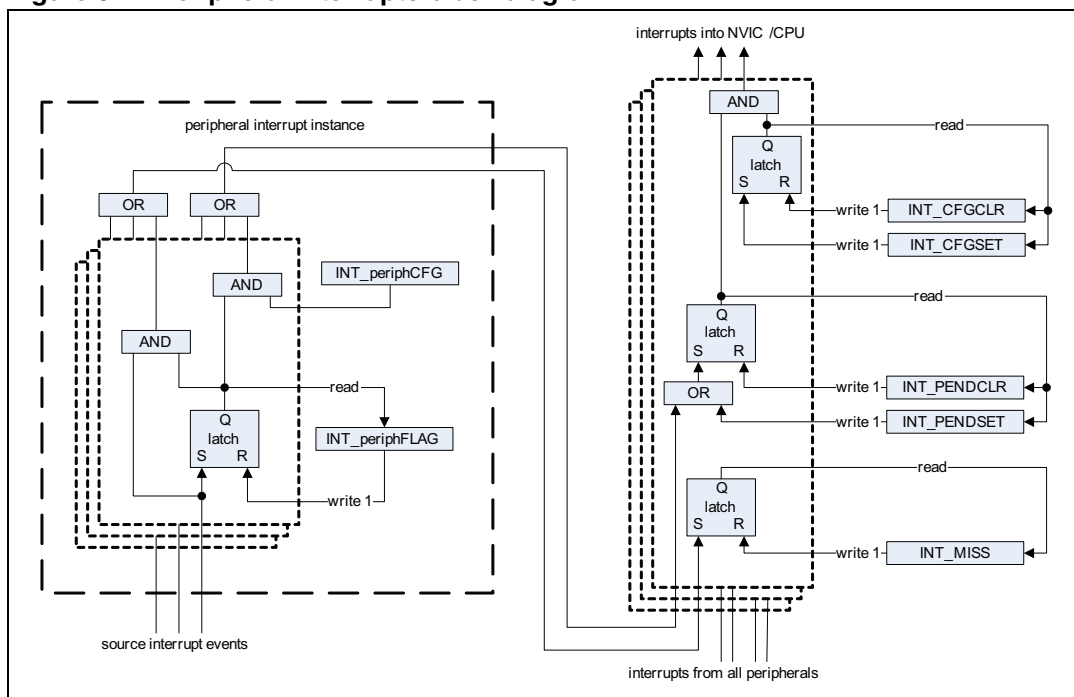 interrupts into NVIC /CPU
peripheral interrupt instance
OR
OR
AND
INT_periphCFG
AND
read
Q
latch
S R
INT_periphFLAG
write 1
source interrupt events
AND
read
Q
latch
S R
write 1
INT_CFGCLR
write 1
INT_CFGSET
read
Q
latch
S R
write 1
INT_PENDCLR
OR
write 1
INT_PENDSET
read
Q
latch
S R
write 1
INT_MISS
interrupts from all peripherals